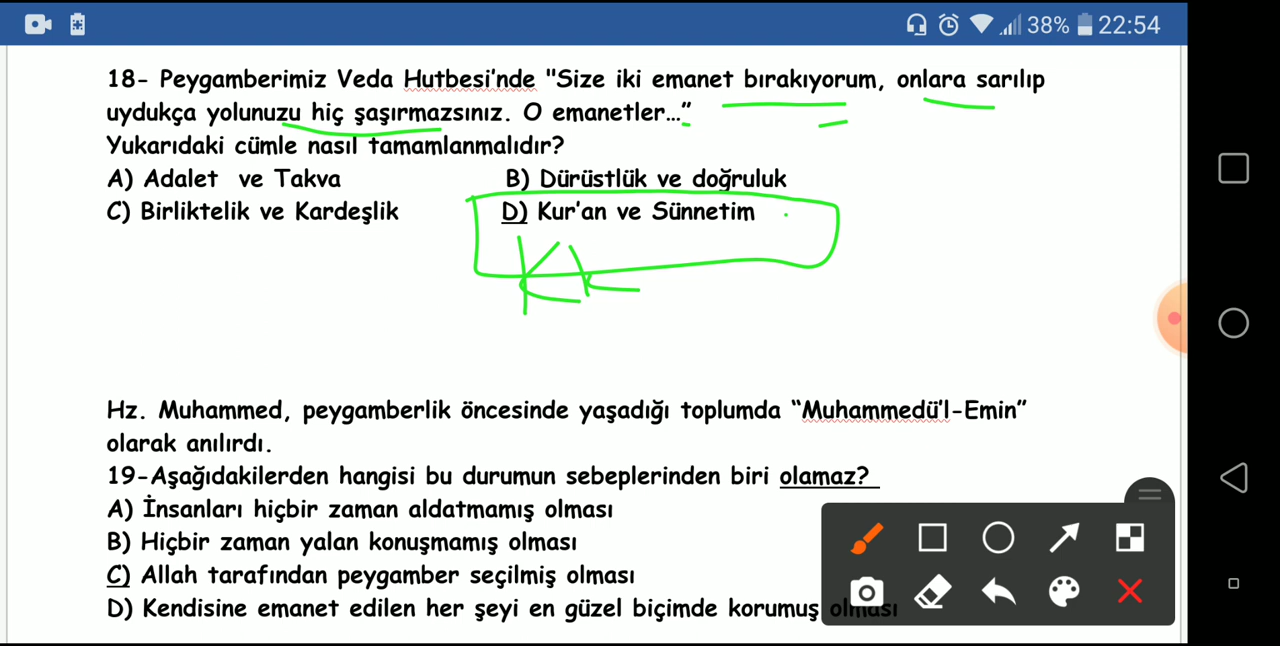 38% 22:54
18- Peygamberimiz Veda Hutbesi'nde "Size iki emanet bırakıyorum, onlara sarılıp
uydukça yolunuzu hiç şaşırmazsınız. O emanetler…"
Yukarıdaki cümle nasıl tamamlanmalıdır?
A) Adalet ve Takva B) Dürüstlük ve doğruluk
C) Birliktelik ve Kardeşlik D) Kur'an ve Sünnetim
Hz. Muhammed, peygamberlik öncesinde yaşadığı toplumda "Muhammedü'l-Emin"
olarak anılırdı.
19-Aşağıdakilerden hangisi bu durumun sebeplerinden biri olamaz?
A) İnsanları hiçbir zaman aldatmamış olması
B) Hiçbir zaman yalan konuşmamış olması
C) Allah tarafından peygamber seçilmiş olması
D) Kendisine emanet edilen her şeyi en güzel biçimde korumuş olması